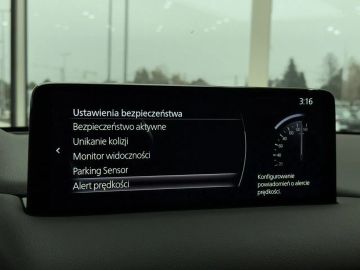 3:16
Ustawienia bezpieczeństwa
Bezpieczeństwo aktywne
Unikanie kolizji
Monitor widoczności
Parking Sensor
Alert prędkości
Konfigurowanie
powiadomień o alercie
prędkości.